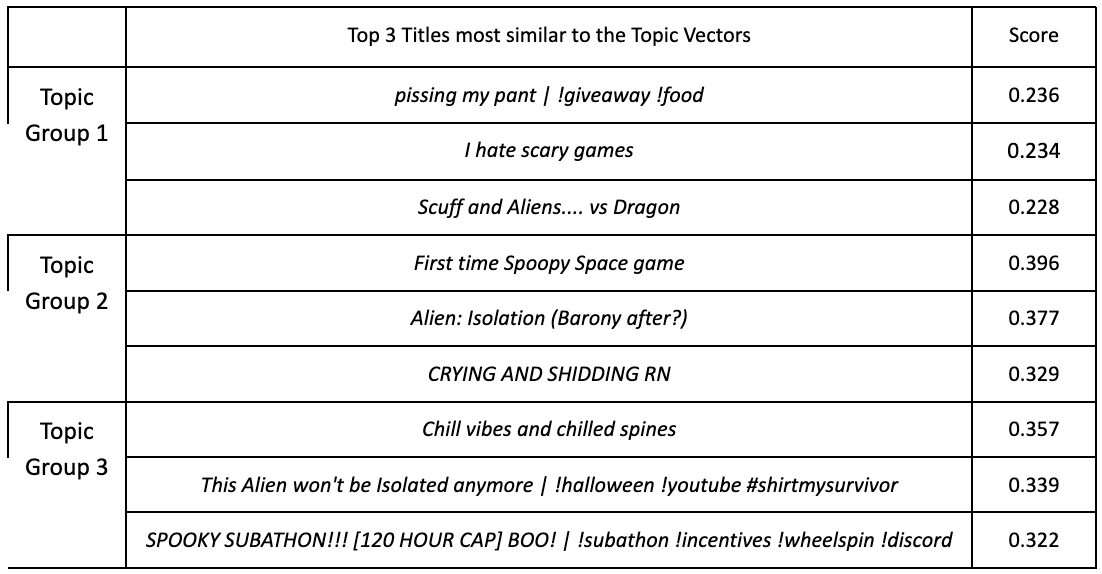 Top 3 Titles most similar to the Topic Vectors Score
Topic Group 1
pissing my pant | !giveaway !food 0.236
I hate scary games 0.234
Scuff and Aliens.... vs Dragon 0.228
Topic Group 2
First time Spoopy Space game 0.396
Alien: Isolation (Barony after?) 0.377
CRYING AND SHIDDING RN 0.329
Topic Group 3
Chill vibes and chilled spines 0.357
This Alien won't be Isolated anymore | !halloween !youtube #shirtmysurvivor 0.339
SPOOKY SUBATHON!!! [120 HOUR CAP] BOO! | !subathon !incentives !wheelspin !discord 0.322